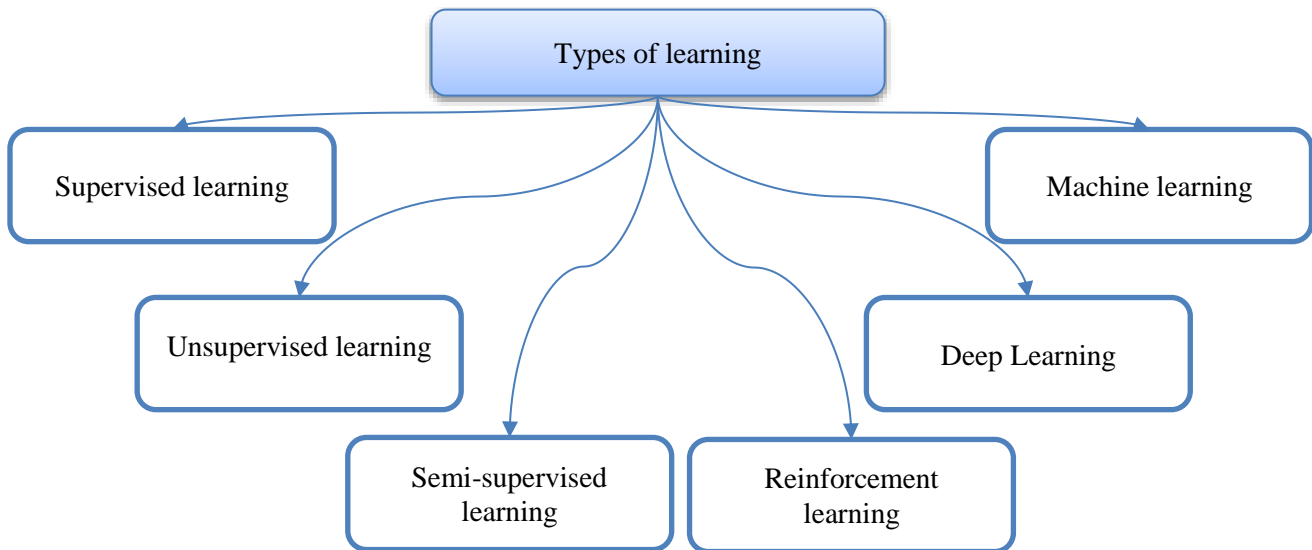 Types of learning
Supervised learning
Machine learning
Unsupervised learning
Deep Learning
Semi-supervised
learning
Reinforcement
learning